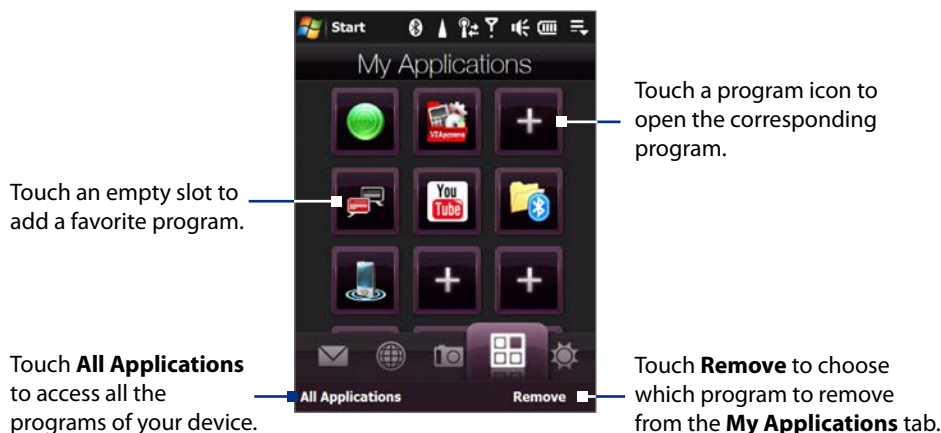 Start
My Applications
VZAppzone
You
Tube
All Applications
Remove
Touch an empty slot to
add a favorite program.
Touch All Applications
to access all the
programs of your device.
Touch a program icon to
open the corresponding
program.
Touch Remove to choose
which program to remove
from the My Applications tab.